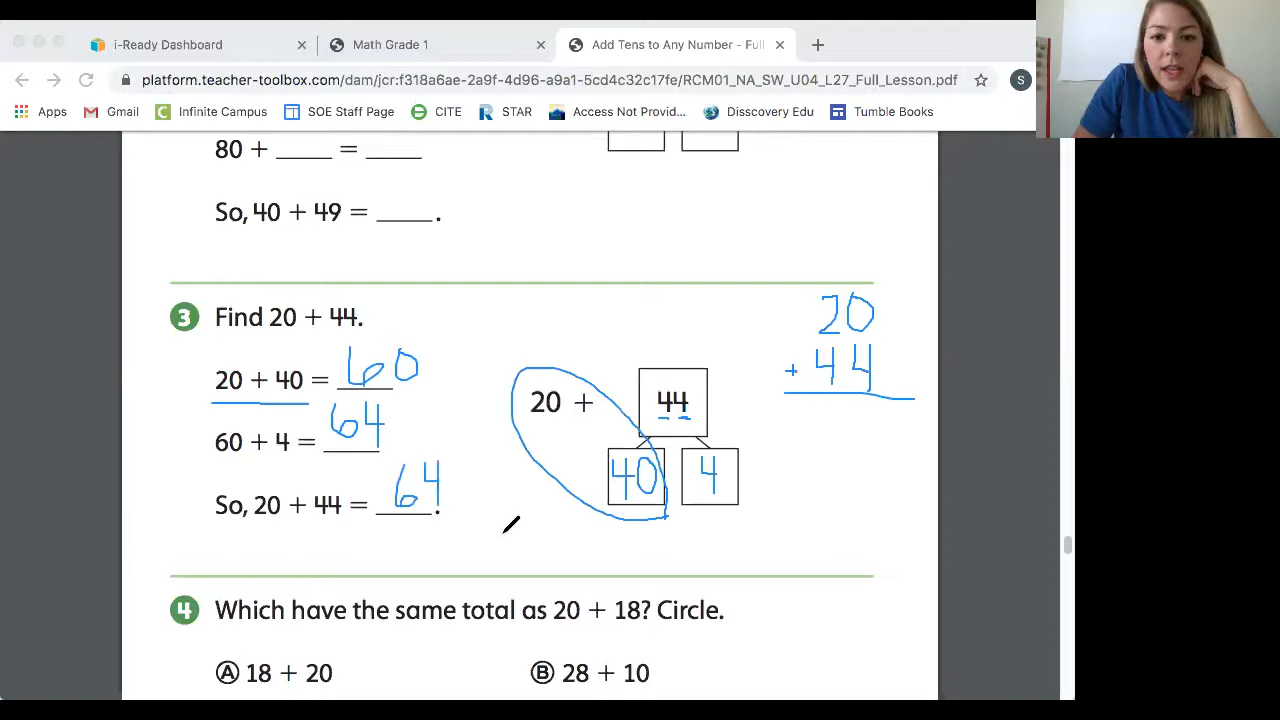 i-Ready Dashboard
Math Grade 1
Add Tens to Any Number - Full
platform.teacher-toolbox.com/dam/jcr:f318a6ae-2a9f-4d96-a9a1-5cd4c32c17fe/RCM01_NA_SW_U04_L27_Full_Lesson.pdf
S
Apps
Gmail
Infinite Campus
SOE Staff Page
CITE
STAR
Access Not Provid...
Disscovery Edu
Tumble Books
80 + ____ = ____
So, 40 + 49 = ____.
3 Find 20 + 44.
20 + 40 = 60
60 + 4 = 64
So, 20 + 44 = 64.
20 + 44
40 4
20
+ 44
4 Which have the same total as 20 + 18? Circle.
A 18 + 20
B 28 + 10